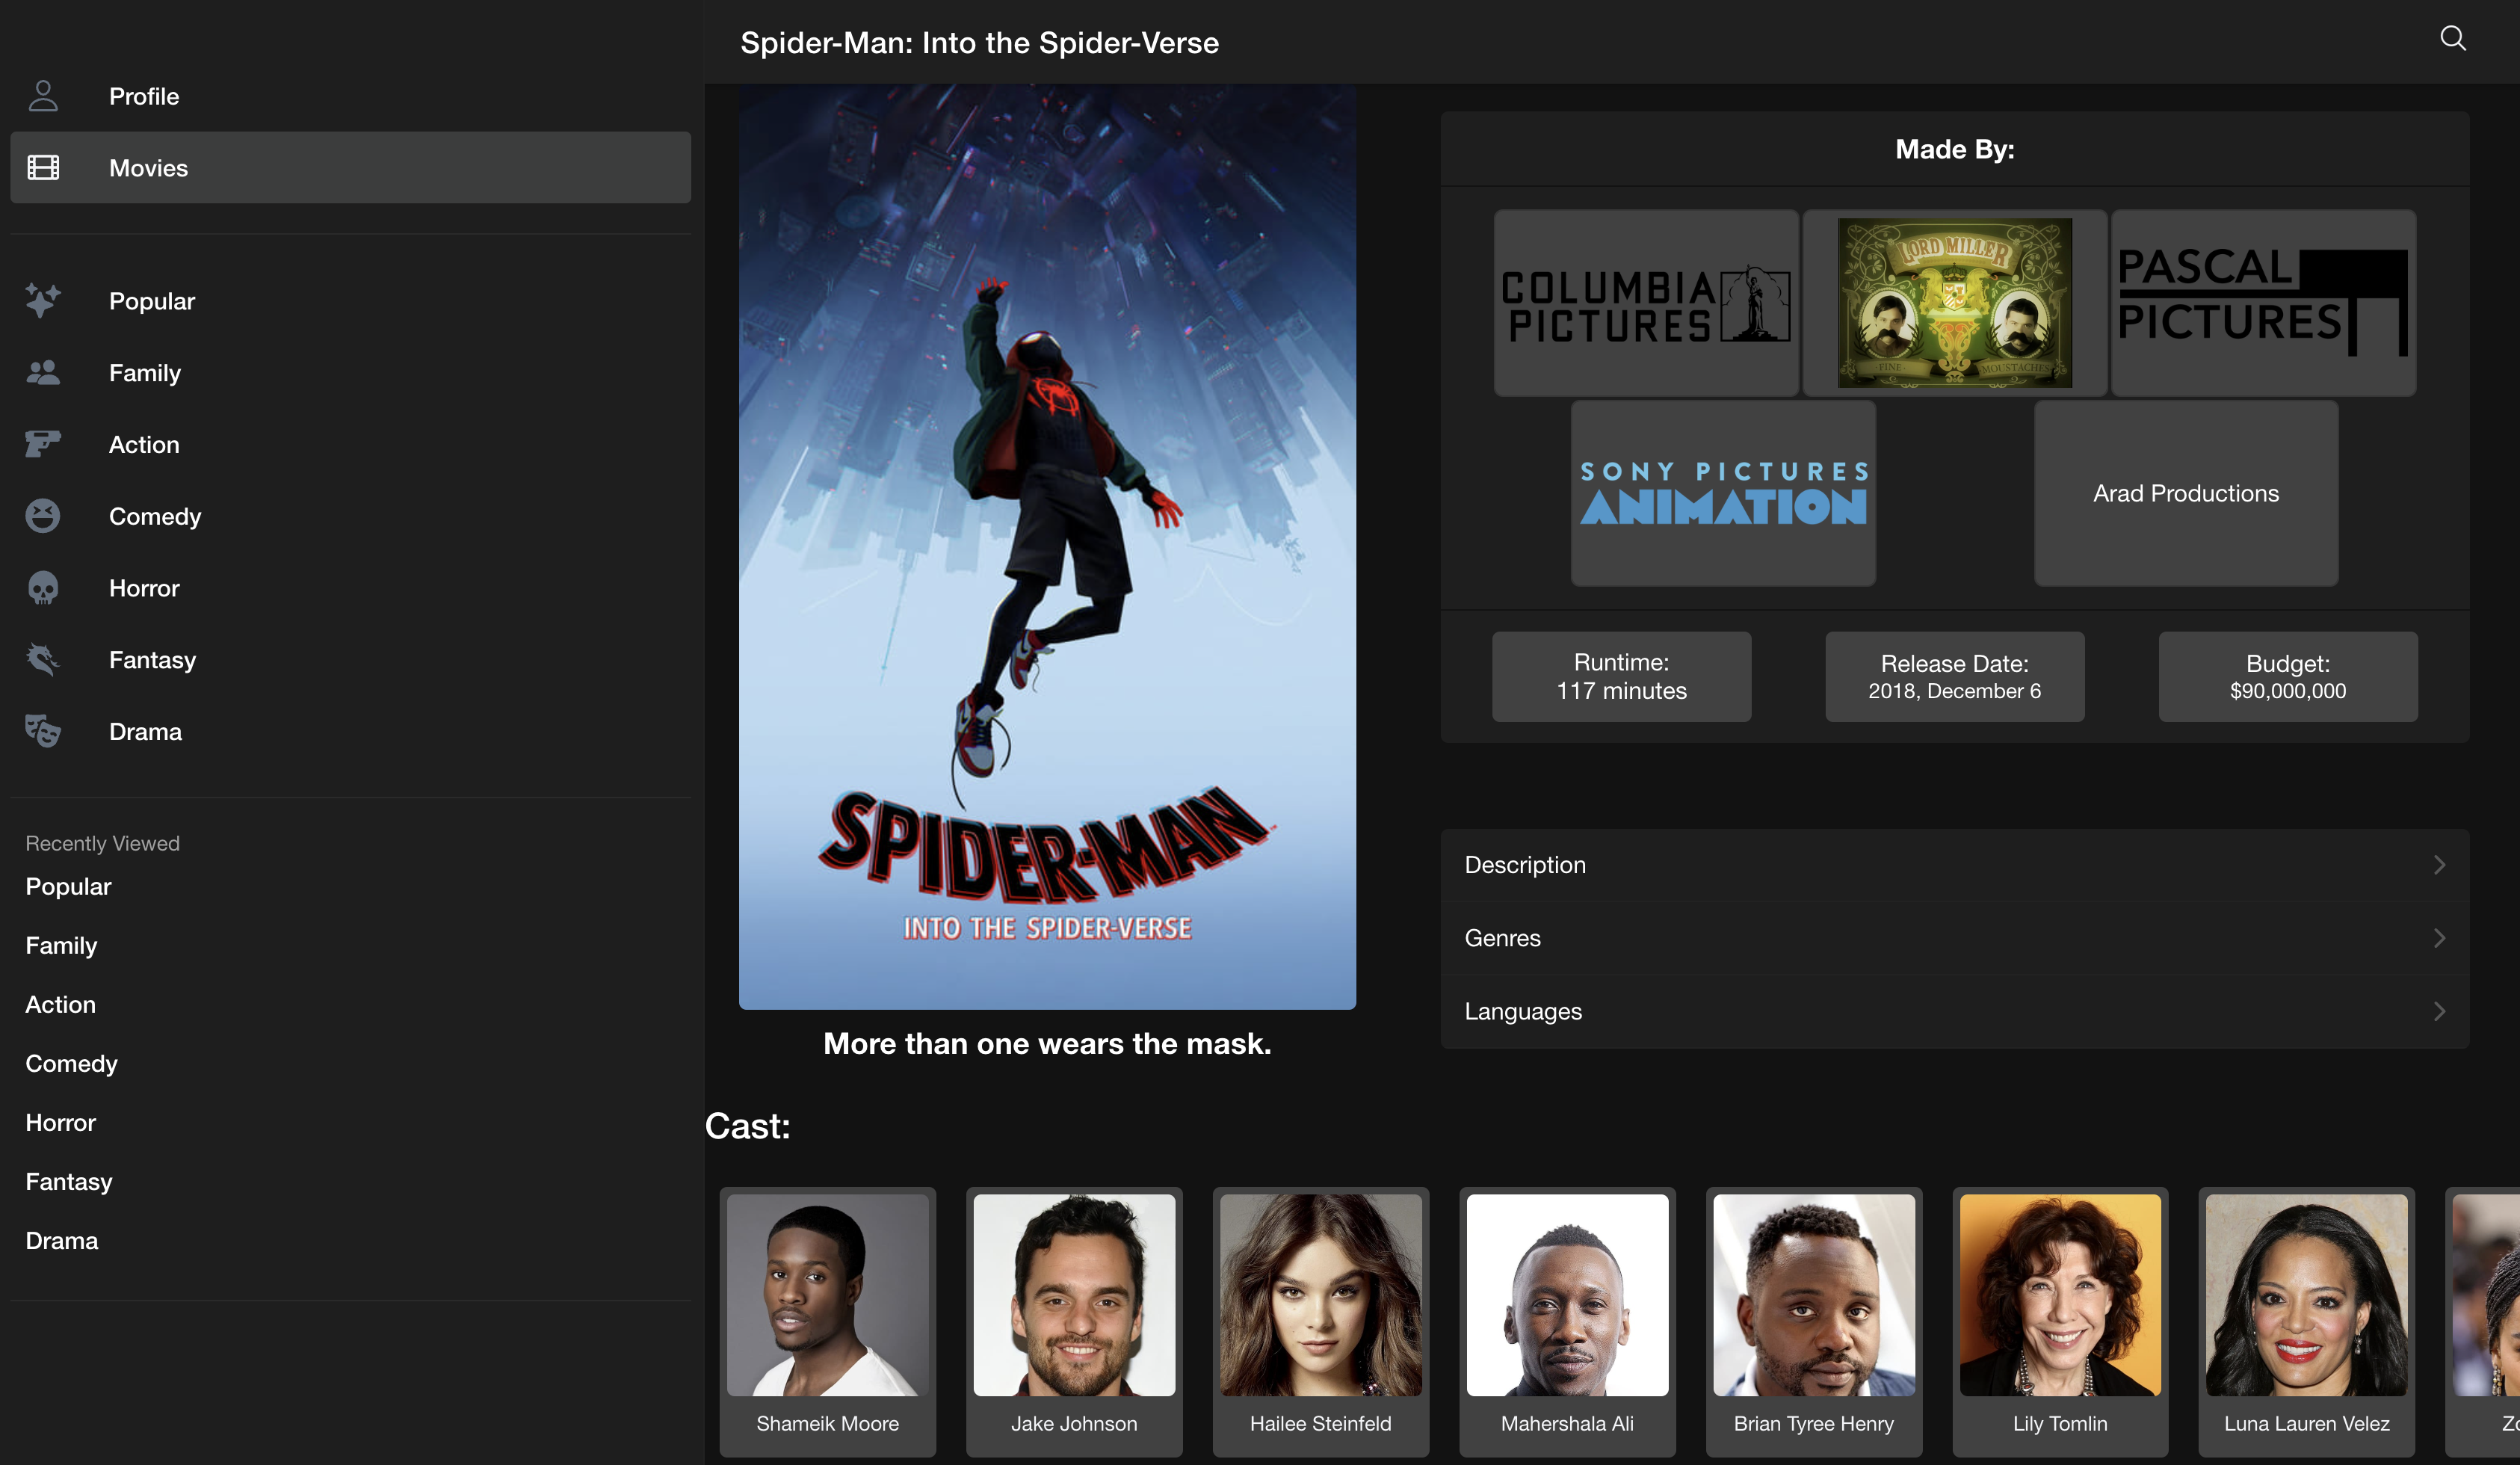 Profile
Movies
Popular
Family
Action
Comedy
Horror
Fantasy
Drama
Recently Viewed
Popular
Family
Action
Comedy
Horror
Fantasy
Drama
Spider-Man: Into the Spider-Verse
SPIDER-MAN
INTO THE SPIDER-VERSE
More than one wears the mask.
Made By:
COLUMBIA
PICTURES
LORD MILLER
FINE
MOUSTACHES
PASCAL
PICTURES
SONY PICTURES
ANIMATION
Arad Productions
Runtime:
117 minutes
Release Date:
2018, December 6
Budget:
$90,000,000
Description
Genres
Languages
Cast:
Shameik Moore
Jake Johnson
Hailee Steinfeld
Mahershala Ali
Brian Tyree Henry
Lily Tomlin
Luna Lauren Velez